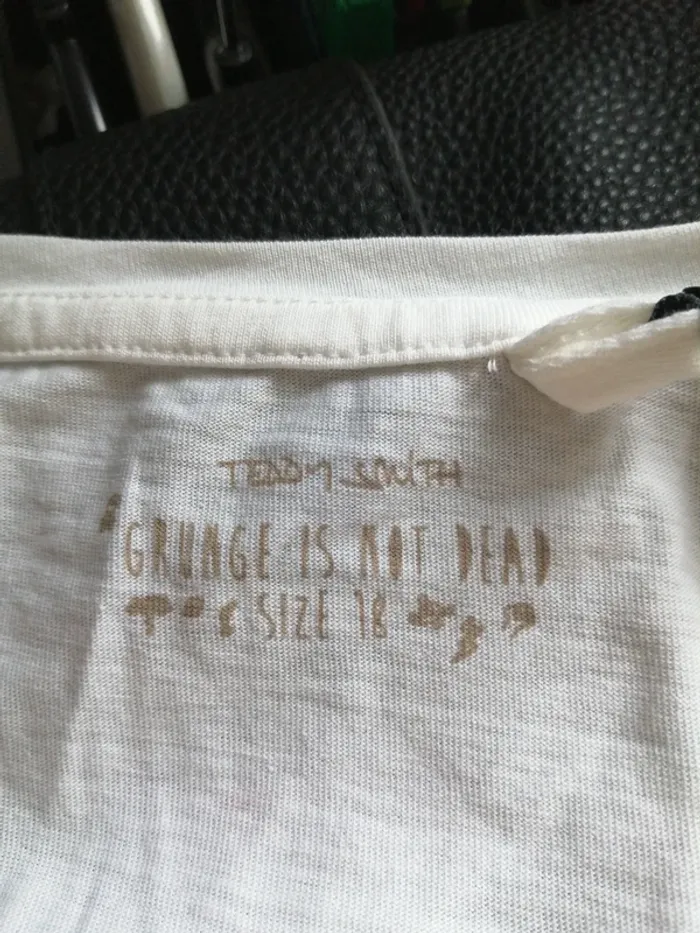 TEDDY SMITH
GRUNGE IS NOT DEAD
SIZE 18